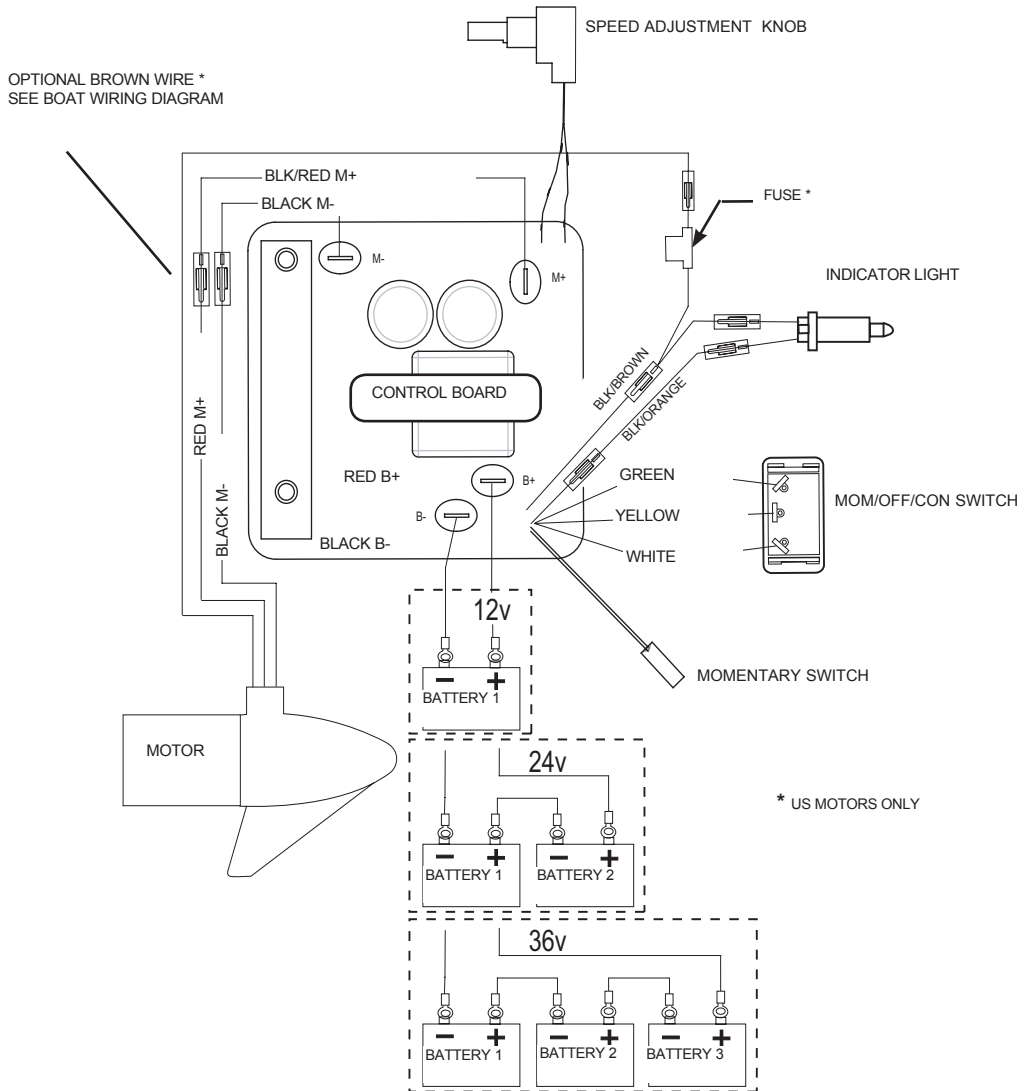 SPEED ADJUSTMENT KNOB
OPTIONAL BROWN WIRE *
SEE BOAT WIRING DIAGRAM
BLK/RED M+
BLACK M-
FUSE *
M-
M+
INDICATOR LIGHT
BLK/BROWN
BLK/ORANGE
CONTROL BOARD
RED M+
BLACK M-
RED B+
B+
B-
BLACK B-
GREEN
YELLOW
WHITE
MOM/OFF/CON SWITCH
MOMENTARY SWITCH
12v
- +
BATTERY 1
MOTOR
24v
- + - +
BATTERY 1 BATTERY 2
* US MOTORS ONLY
36v
- + - + - +
BATTERY 1 BATTERY 2 BATTERY 3